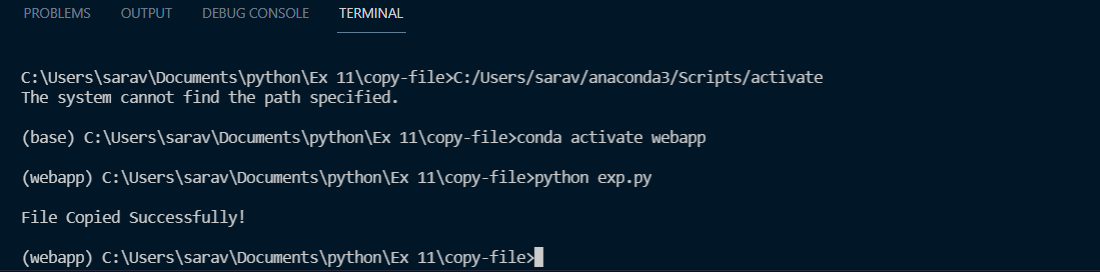 PROBLEMS OUTPUT DEBUG CONSOLE TERMINAL
C:\Users\sarav\Documents\python\Ex 11\copy-file>C:/Users/sarav/anaconda3/Scripts/activate
The system cannot find the path specified.
(base) C:\Users\sarav\Documents\python\Ex 11\copy-file>conda activate webapp
(webapp) C:\Users\sarav\Documents\python\Ex 11\copy-file>python exp.py
File Copied Successfully!
(webapp) C:\Users\sarav\Documents\python\Ex 11\copy-file>